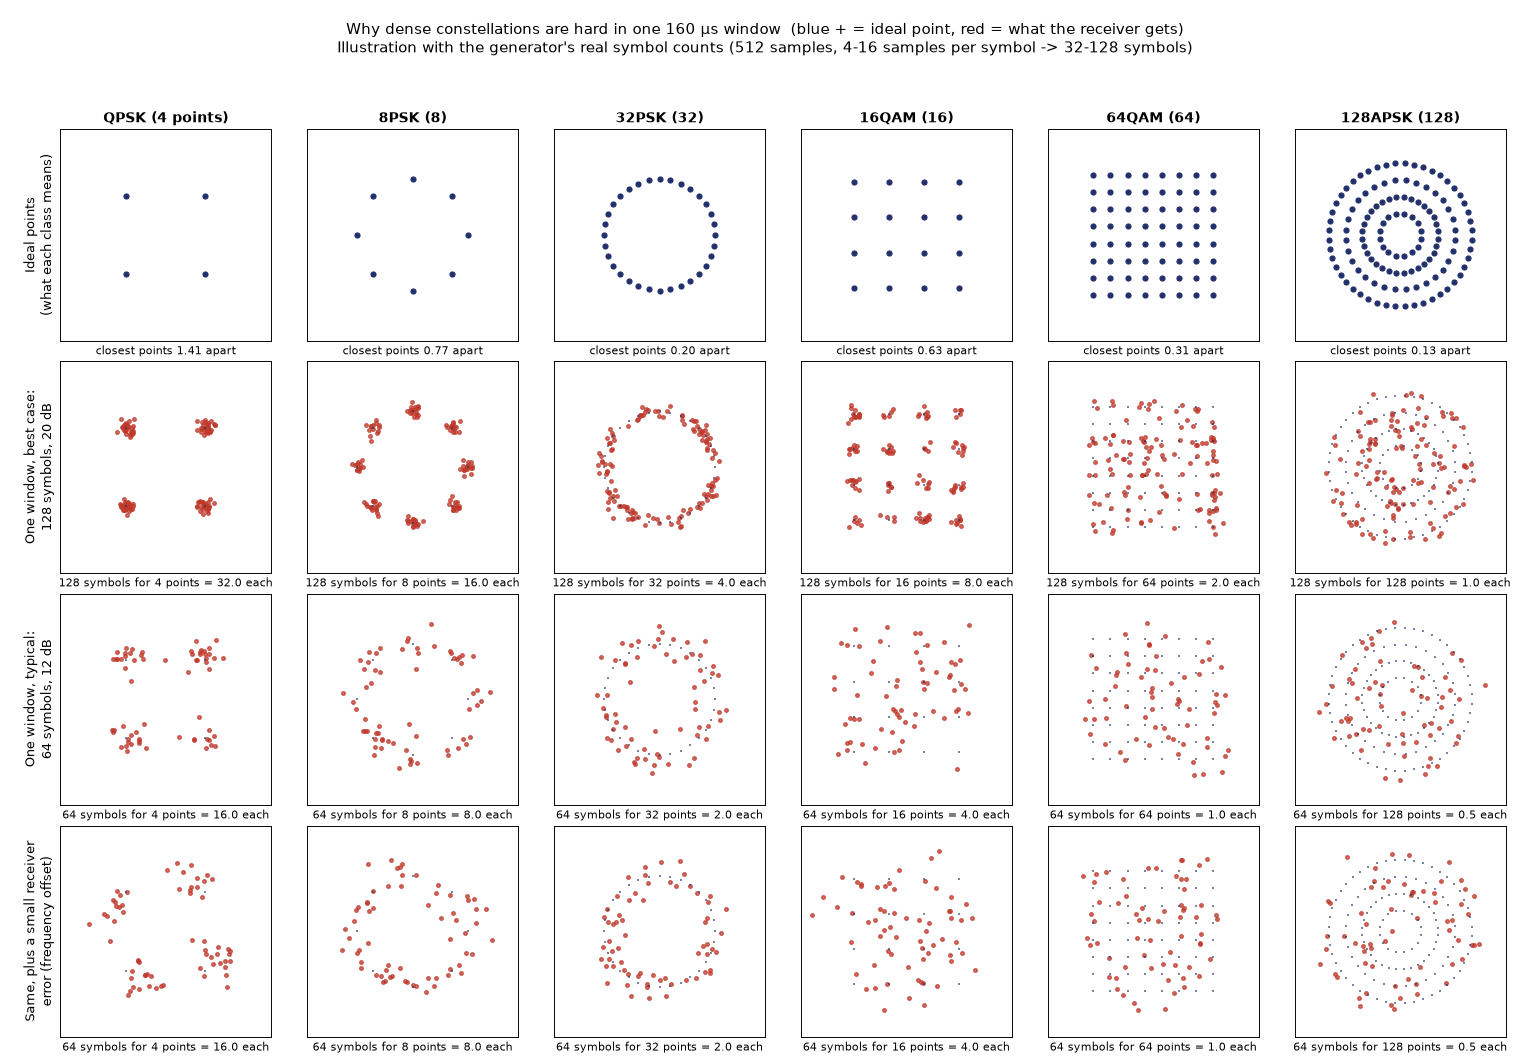 Why dense constellations are hard in one 160 µs window  (blue + = ideal point, red = what the receiver gets)
Illustration with the generator's real symbol counts (512 samples, 4-16 samples per symbol -> 32-128 symbols)
QPSK (4 points)
8PSK (8)
32PSK (32)
16QAM (16)
64QAM (64)
128APSK (128)
Ideal points
(what each class means)
closest points 1.41 apart
closest points 0.77 apart
closest points 0.20 apart
closest points 0.63 apart
closest points 0.31 apart
closest points 0.13 apart
One window, best case:
128 symbols, 20 dB
128 symbols for 4 points = 32.0 each
128 symbols for 8 points = 16.0 each
128 symbols for 32 points = 4.0 each
128 symbols for 16 points = 8.0 each
128 symbols for 64 points = 2.0 each
128 symbols for 128 points = 1.0 each
One window, typical:
64 symbols, 12 dB
64 symbols for 4 points = 16.0 each
64 symbols for 8 points = 8.0 each
64 symbols for 32 points = 2.0 each
64 symbols for 16 points = 4.0 each
64 symbols for 64 points = 1.0 each
64 symbols for 128 points = 0.5 each
Same, plus a small receiver
error (frequency offset)
64 symbols for 4 points = 16.0 each
64 symbols for 8 points = 8.0 each
64 symbols for 32 points = 2.0 each
64 symbols for 16 points = 4.0 each
64 symbols for 64 points = 1.0 each
64 symbols for 128 points = 0.5 each